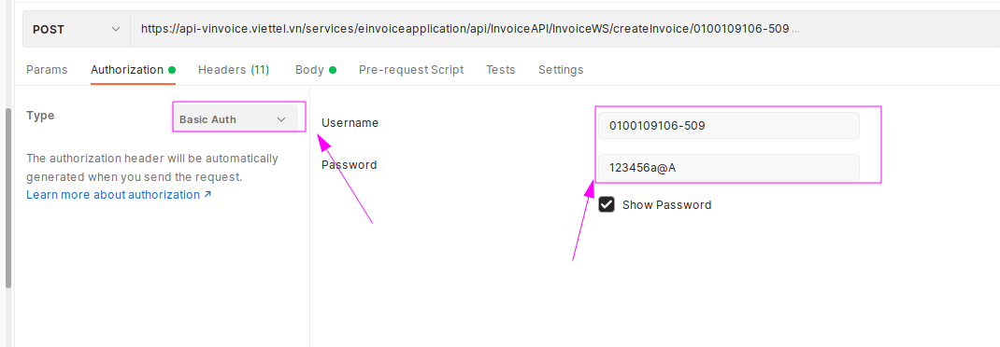 POST https://api-vinvoice.viettel.vn/services/einvoiceapplication/api/InvoiceAPI/InvoiceWS/createInvoice/0100109106-509 ...
Params Authorization Headers (11) Body Pre-request Script Tests Settings
Type Basic Auth
The authorization header will be automatically
generated when you send the request.
Learn more about authorization ↗
Username 0100109106-509
Password 123456a@A
Show Password